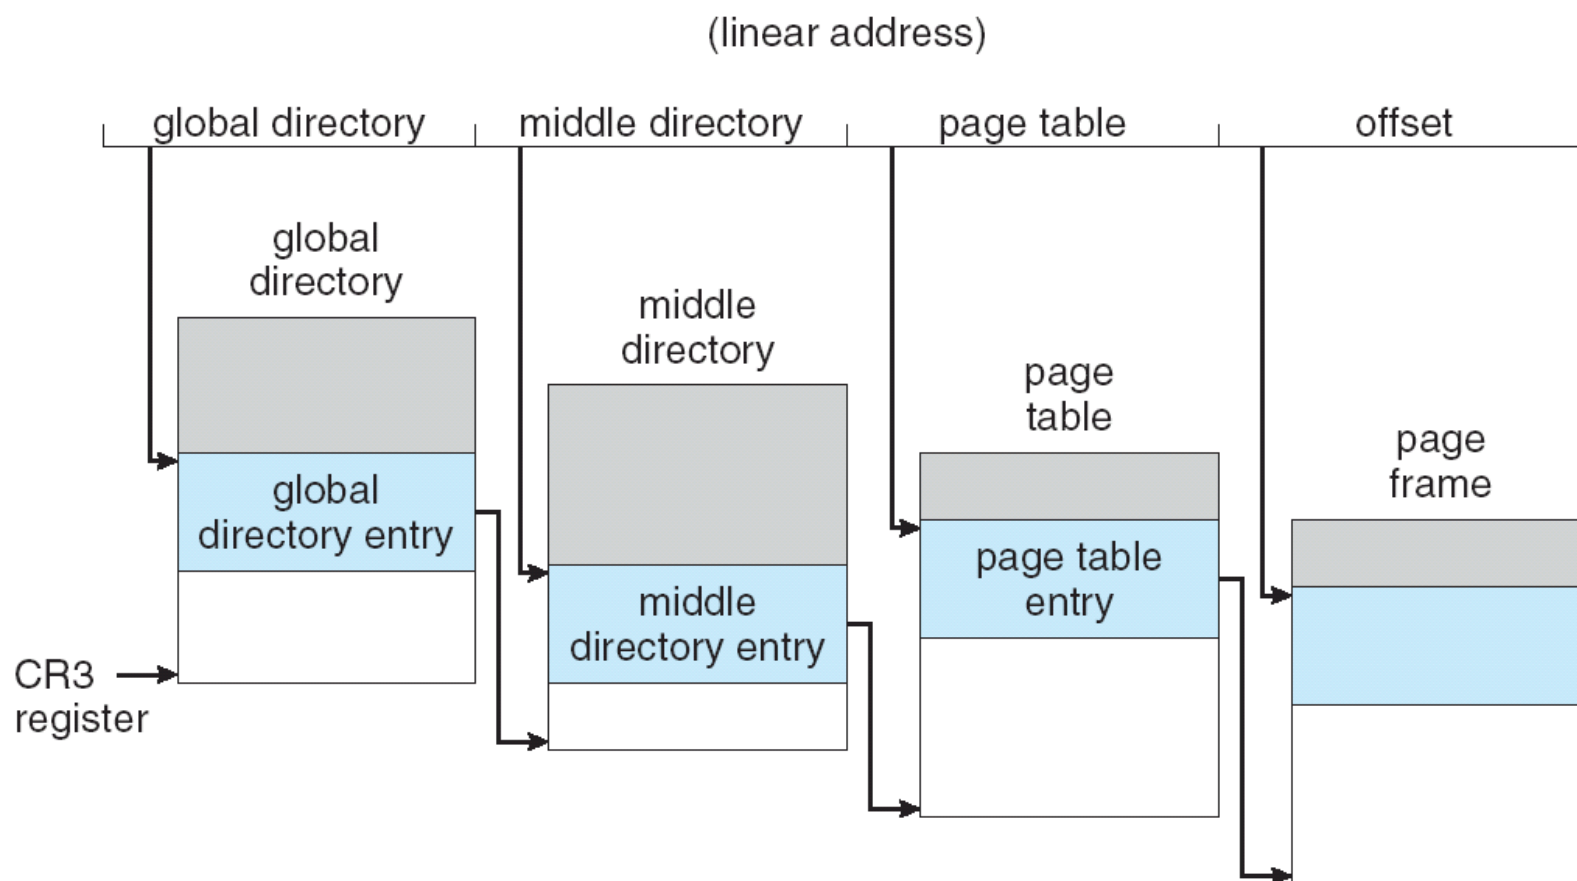 (linear address)
global directory
middle directory
page table
offset
global
directory
middle
directory
page
table
page
frame
global
directory entry
page table
entry
middle
directory entry
CR3
register